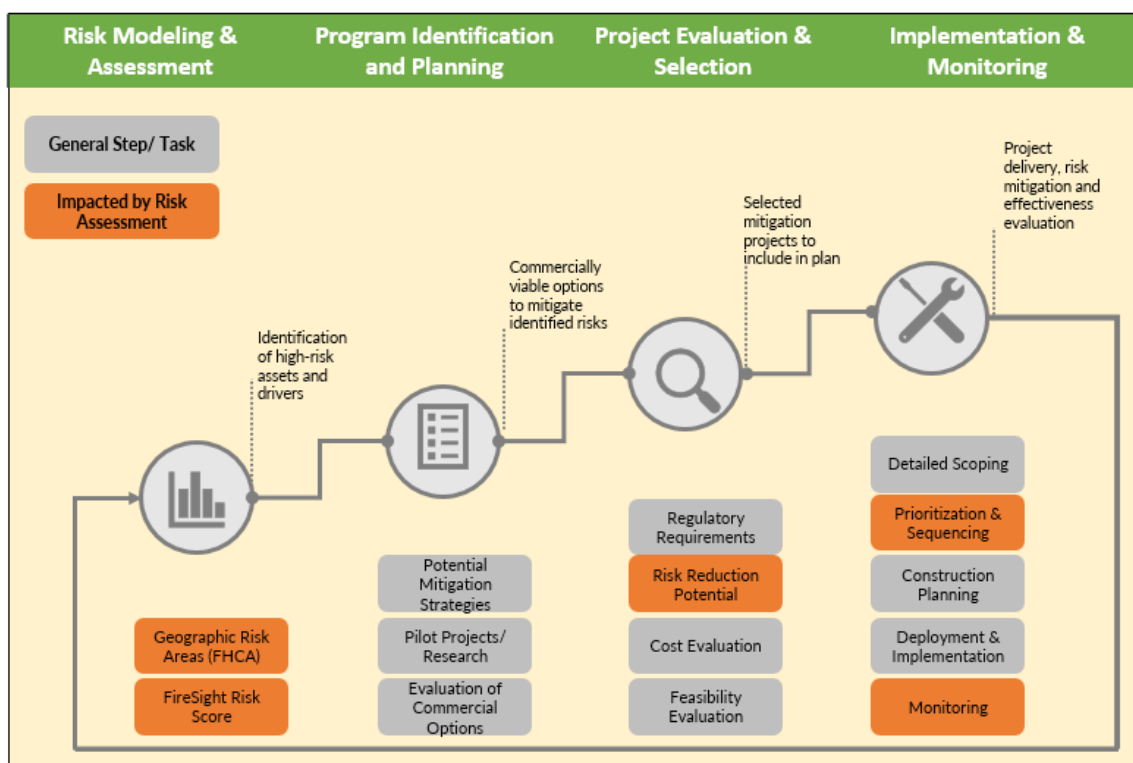 Risk Modeling &
Assessment
Program Identification
and Planning
Project Evaluation &
Selection
Implementation &
Monitoring
General Step/ Task
Impacted by Risk
Assessment
Identification
of high-risk
assets and
drivers
Commercially
viable options
to mitigate
identified risks
Selected
mitigation
projects to
include in plan
Project
delivery, risk
mitigation and
effectiveness
evaluation
Geographic Risk
Areas (FHCA)
FireSight Risk
Score
Potential
Mitigation
Strategies
Pilot Projects/
Research
Evaluation of
Commercial
Options
Regulatory
Requirements
Risk Reduction
Potential
Cost Evaluation
Feasibility
Evaluation
Detailed Scoping
Prioritization &
Sequencing
Construction
Planning
Deployment &
Implementation
Monitoring